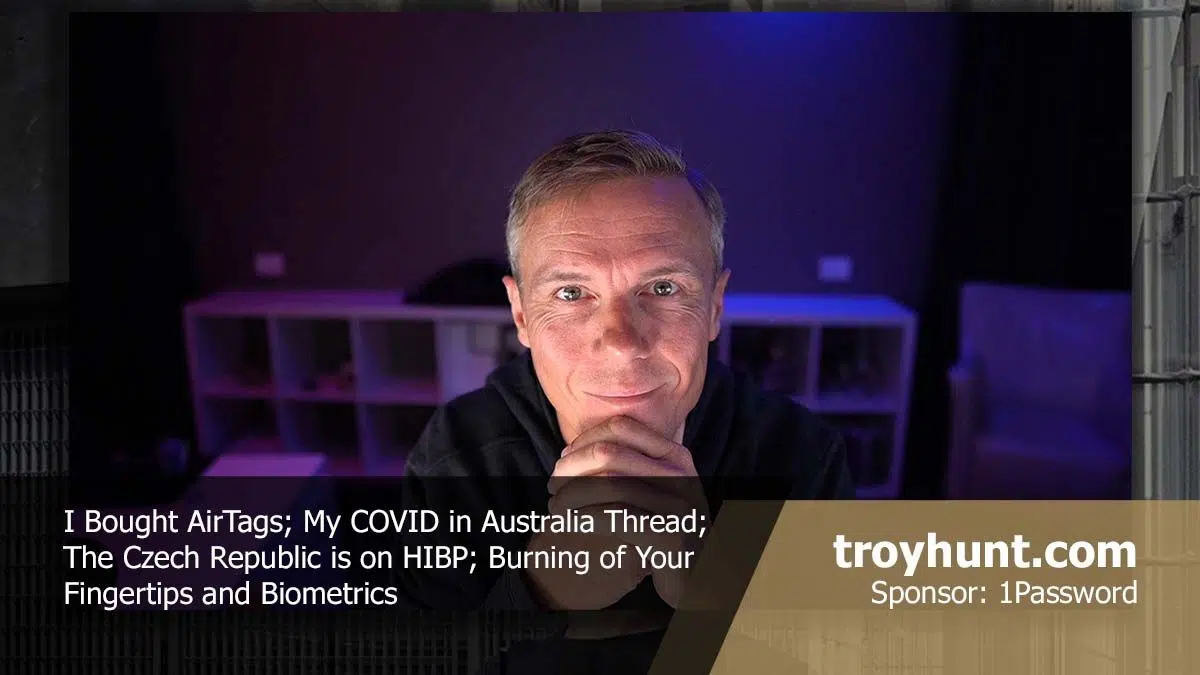 I Bought AirTags; My COVID in Australia Thread;
The Czech Republic is on HIBP; Burning of Your
Fingertips and Biometrics
troyhunt.com
Sponsor: 1Password